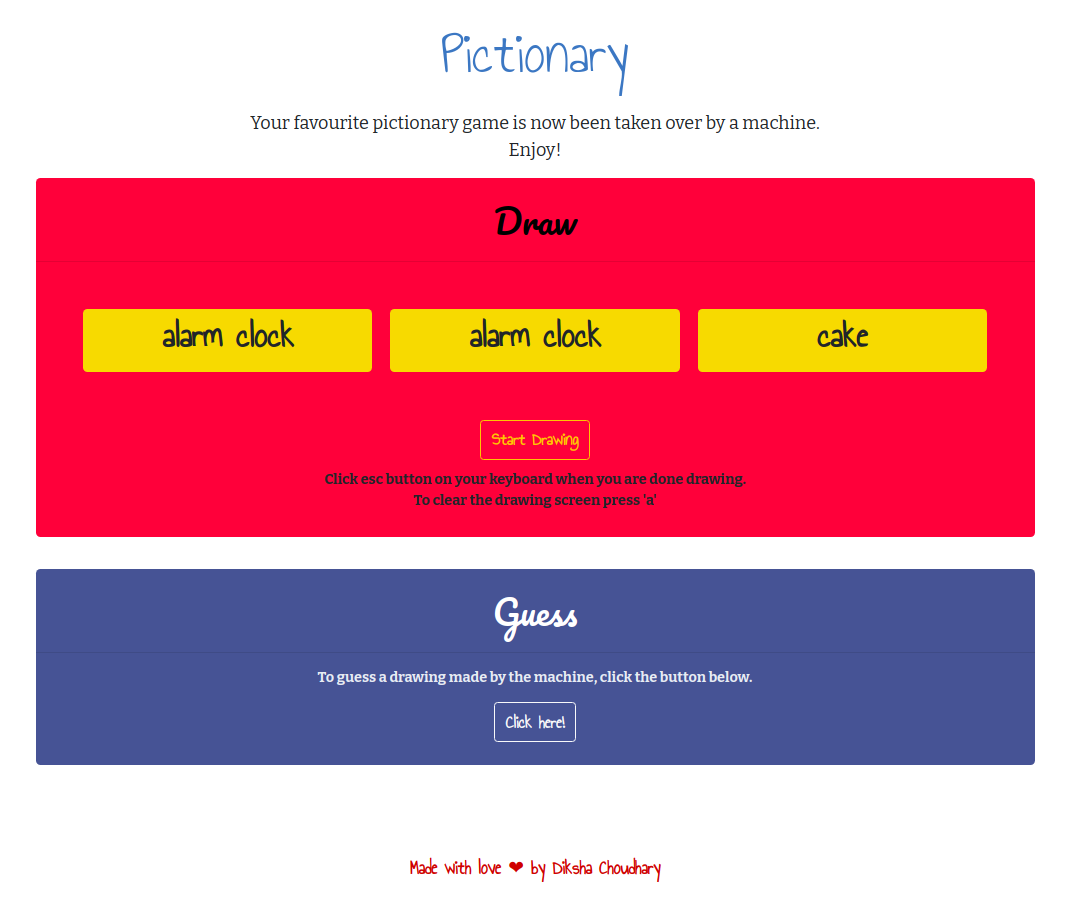 Pictionary
Your favourite pictionary game is now been taken over by a machine.
Enjoy!
Draw
alarm clock
alarm clock
cake
Start Drawing
Click esc button on your keyboard when you are done drawing.
To clear the drawing screen press 'a'
Guess
To guess a drawing made by the machine, click the button below.
Click here!
Made with love ❤ by Diksha Choudhary